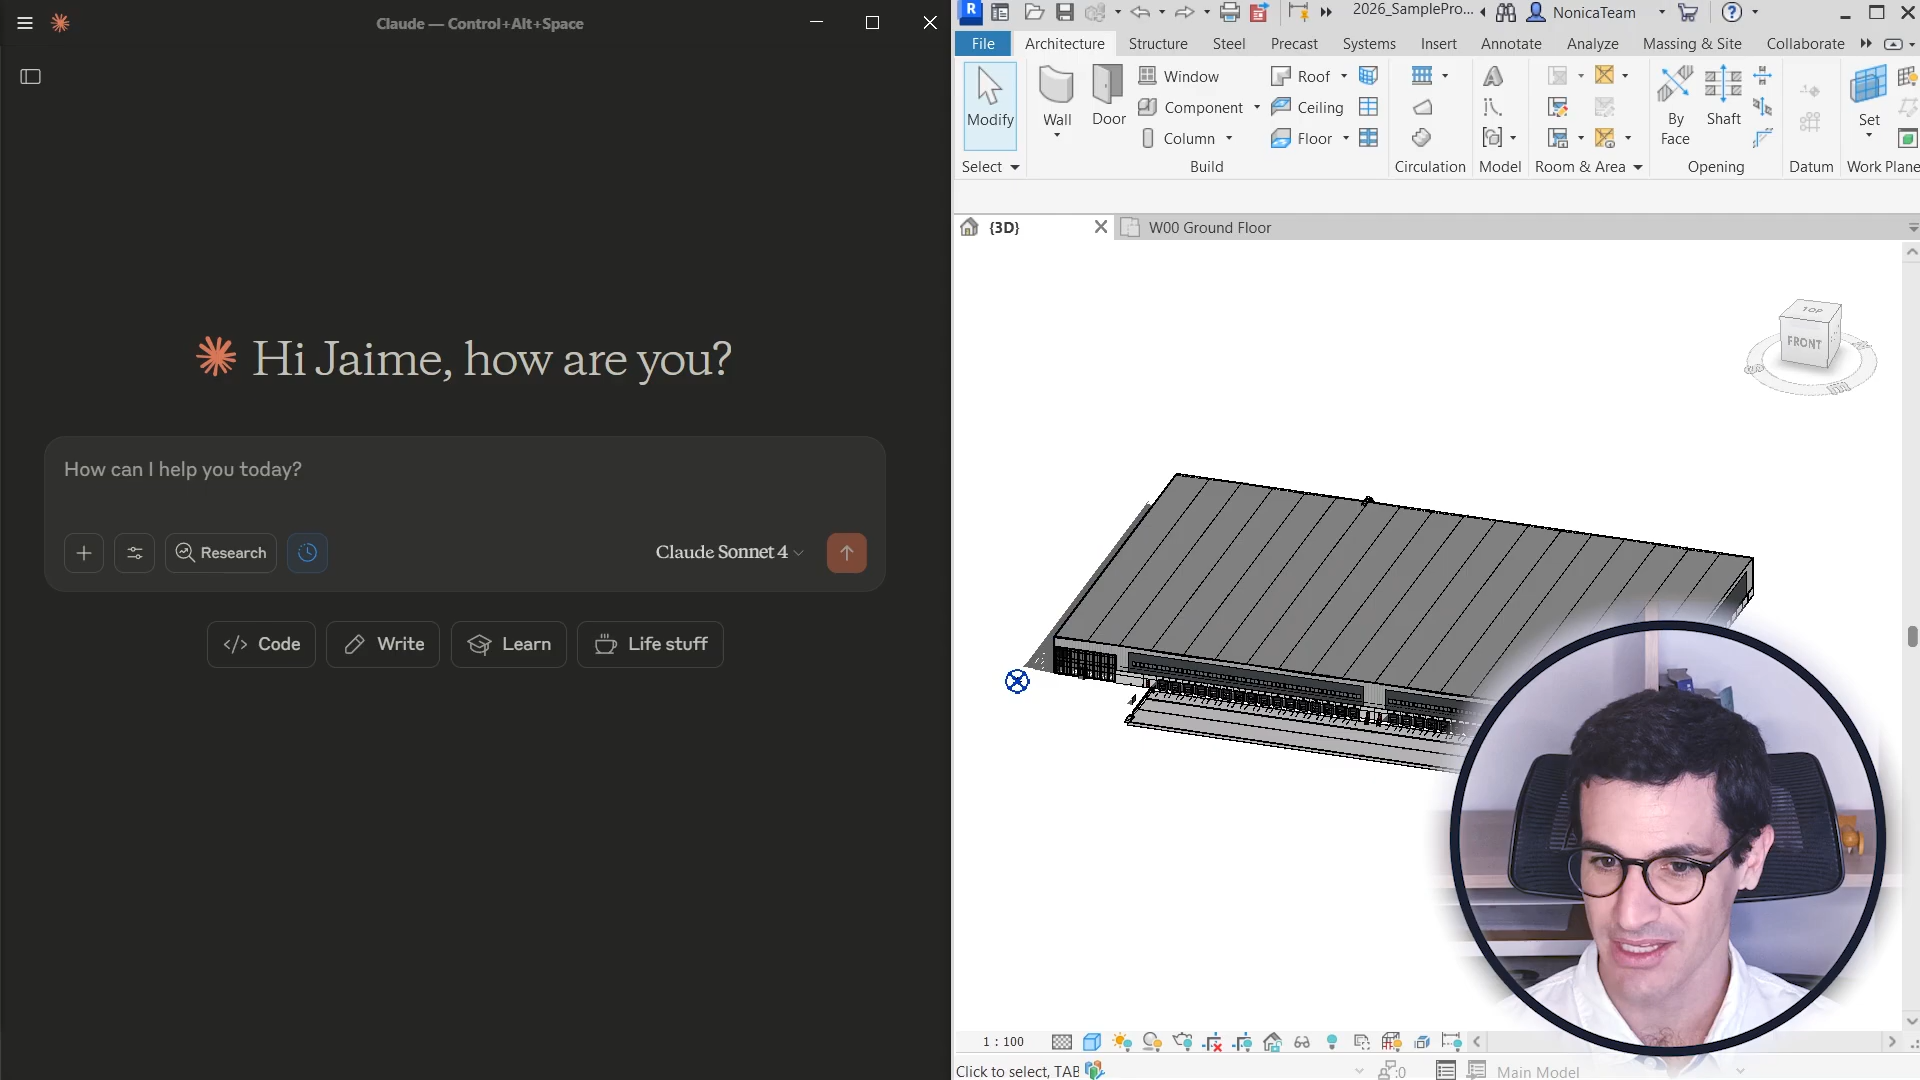 Claude — Control+Alt+Space
Hi Jaime, how are you?
How can I help you today?
Research
Claude Sonnet 4
Code
Write
Learn
Life stuff
R
2026_SamplePro...
NonicaTeam
File
Architecture
Structure
Steel
Precast
Systems
Insert
Annotate
Analyze
Massing & Site
Collaborate
Modify
Wall
Door
Window
Component
Column
Roof
Ceiling
Floor
By
Face
Shaft
Set
Select
Build
Circulation
Model
Room & Area
Opening
Datum
Work Plane
{3D}
W00 Ground Floor
TOP
FRONT
1 : 100
Click to select, TAB
:0
Main Model